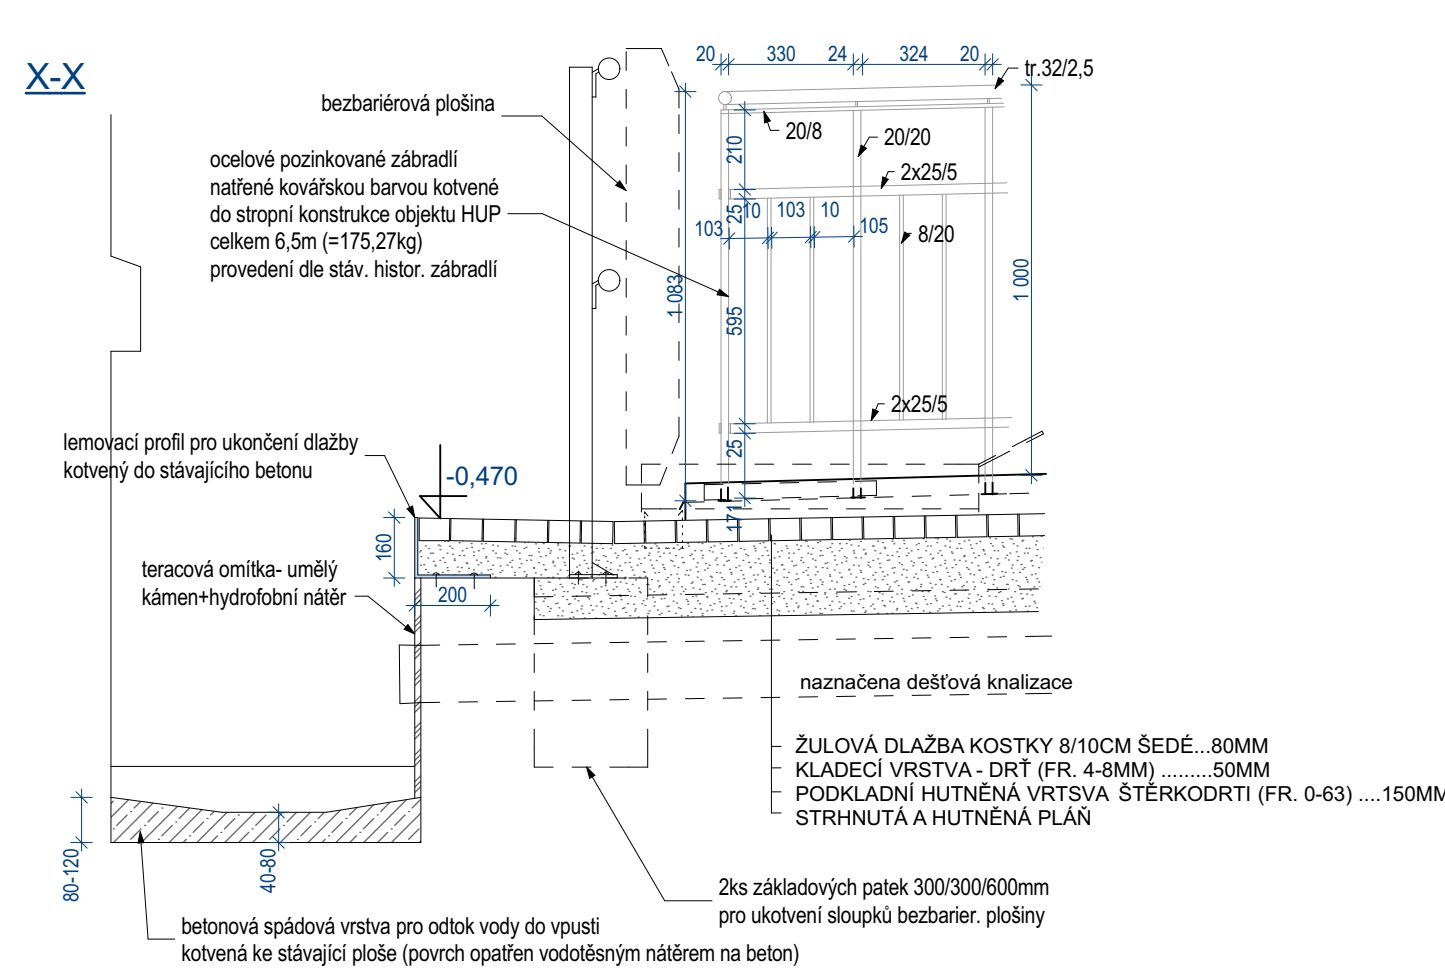 X-X
20 330 24 324 20
tr.32/2,5
bezbariérová plošina
20/8
20/20
210
2x25/5
ocelové pozinkované zábradlí
natřené kovářskou barvou kotvené
do stropní konstrukce objektu HUP
celkem 6,5m (=175,27kg)
provedení dle stáv. histor. zábradlí
25
103 10 103 10 105
8/20
1 083
595
1 000
2x25/5
25
171
lemovací profil pro ukončení dlažby
kotvený do stávajícího betonu
-0,470
160
200
teracová omítka- umělý
kámen+hydrofobní nátěr
naznačena dešťová knalizace
ŽULOVÁ DLAŽBA KOSTKY 8/10CM ŠEDÉ...80MM
KLADECÍ VRSTVA - DRŤ (FR. 4-8MM) .........50MM
PODKLADNÍ HUTNĚNÁ VRTSVA ŠTĚRKODRTI (FR. 0-63) ....150MM
STRHNUTÁ A HUTNĚNÁ PLÁŇ
80-120
40-80
2ks základových patek 300/300/600mm
pro ukotvení sloupků bezbarier. plošiny
betonová spádová vrstva pro odtok vody do vpusti
kotvená ke stávající ploše (povrch opatřen vodotěsným nátěrem na beton)